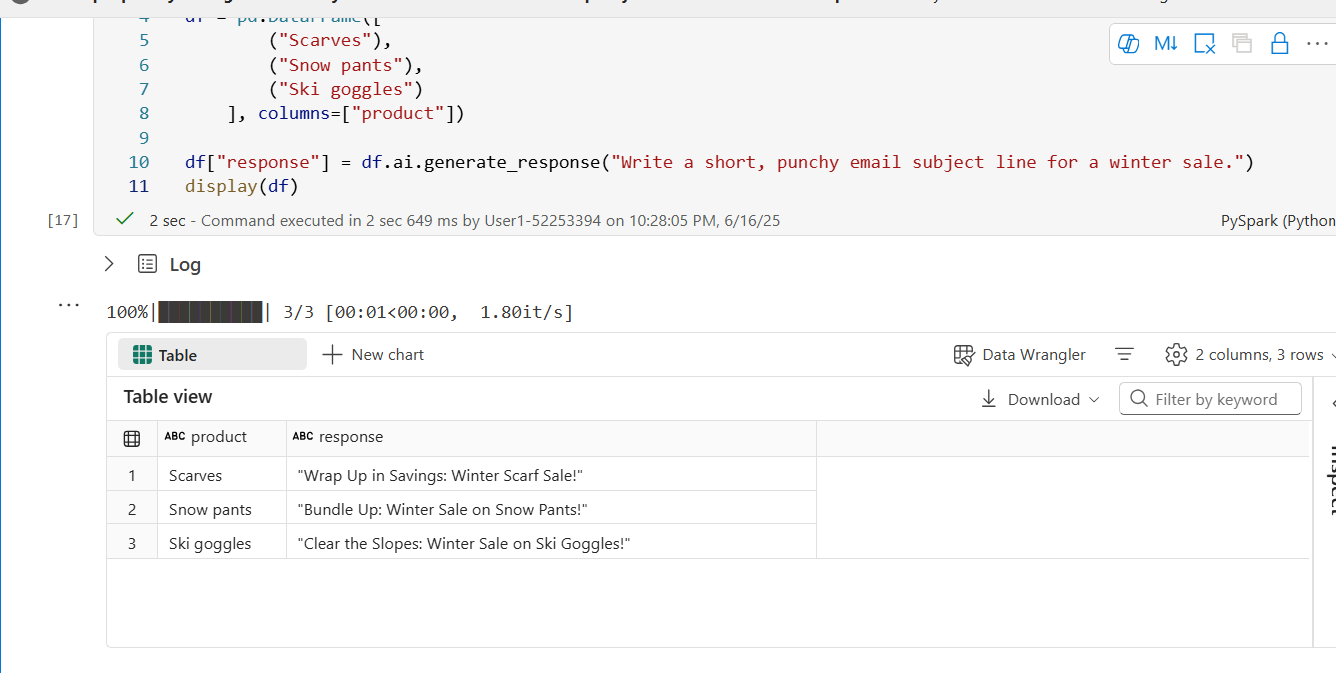 4 df = pd.DataFrame([
5 ("Scarves"),
6 ("Snow pants"),
7 ("Ski goggles")
8 ], columns=["product"])
9
10 df["response"] = df.ai.generate_response("Write a short, punchy email subject line for a winter sale.")
11 display(df)
M↓
[17] 2 sec - Command executed in 2 sec 649 ms by User1-52253394 on 10:28:05 PM, 6/16/25 PySpark (Python
Log
100%|██████████| 3/3 [00:01<00:00, 1.80it/s]
Table New chart Data Wrangler 2 columns, 3 rows
Table view Download Filter by keyword
ABC product ABC response
1 Scarves "Wrap Up in Savings: Winter Scarf Sale!"
2 Snow pants "Bundle Up: Winter Sale on Snow Pants!"
3 Ski goggles "Clear the Slopes: Winter Sale on Ski Goggles!"
Inspect